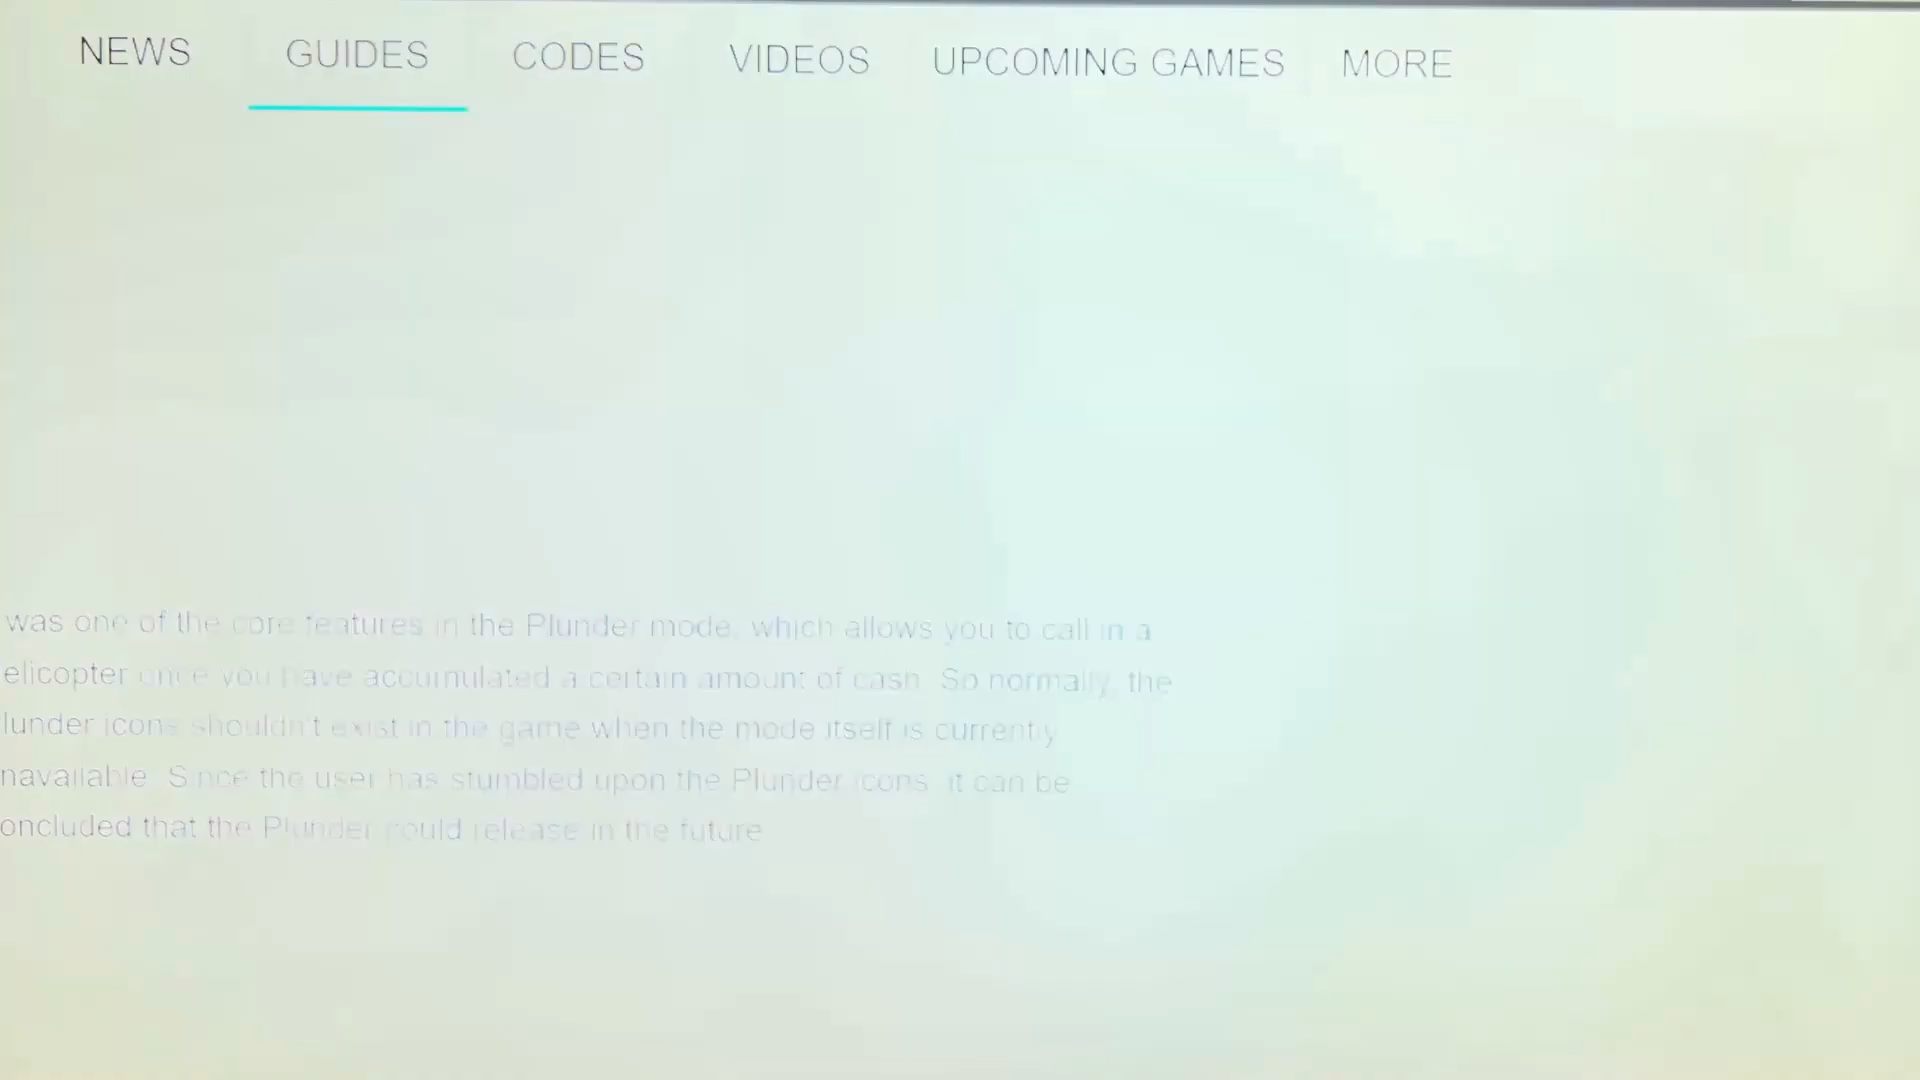 NEWS GUIDES CODES VIDEOS UPCOMING GAMES MORE
was one of the core features in the Plunder mode, which allows you to call in a
elicopter once you have accumulated a certain amount of cash. So normally, the
lunder icons shouldn't exist in the game when the mode itself is currently
navailable. Since the user has stumbled upon the Plunder icons, it can be
oncluded that the Plunder could release in the future